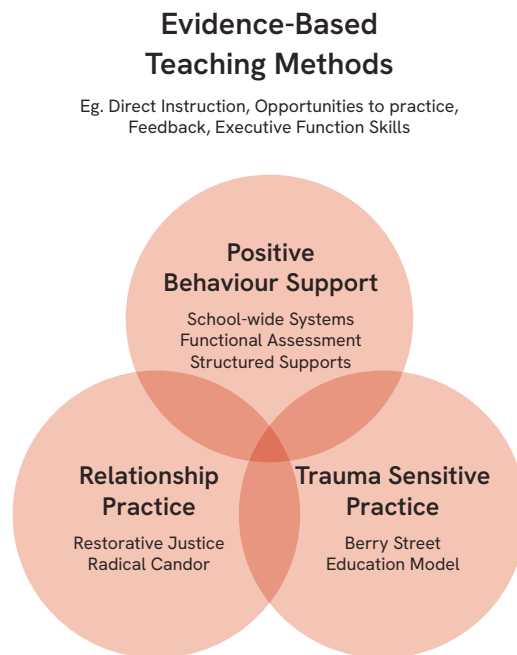 Evidence-Based
Teaching Methods
Eg. Direct Instruction, Opportunities to practice,
Feedback, Executive Function Skills
Positive
Behaviour Support
School-wide Systems
Functional Assessment
Structured Supports
Relationship
Practice
Restorative Justice
Radical Candor
Trauma Sensitive
Practice
Berry Street
Education Model